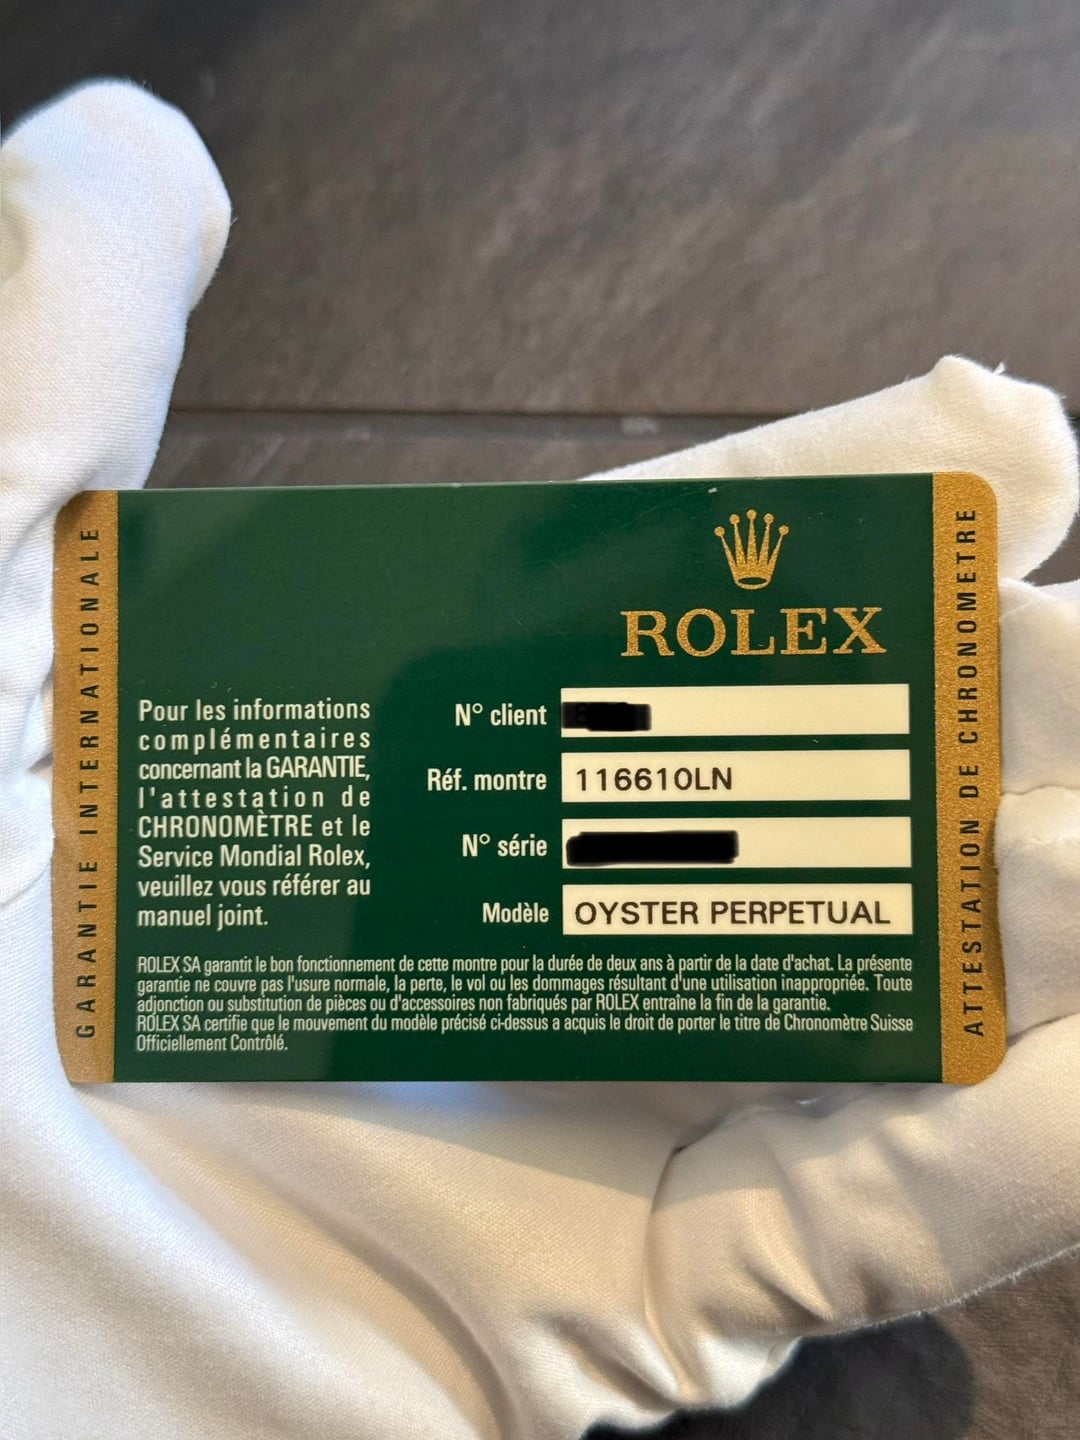 GARANTIE INTERNATIONALE
ROLEX
Pour les informations
complémentaires
concernant la GARANTIE,
l'attestation de
CHRONOMÈTRE et le
Service Mondial Rolex,
veuillez vous référer au
manuel joint.
N° client
Réf. montre 116610LN
N° série
Modèle OYSTER PERPETUAL
ROLEX SA garantit le bon fonctionnement de cette montre pour la durée de deux ans à partir de la date d'achat. La présente
garantie ne couvre pas l'usure normale, la perte, le vol ou les dommages résultant d'une utilisation inappropriée. Toute
adjonction ou substitution de pièces ou d'accessoires non fabriqués par ROLEX entraîne la fin de la garantie.
ROLEX SA certifie que le mouvement du modèle précisé ci-dessus a acquis le droit de porter le titre de Chronomètre Suisse
Officiellement Contrôlé.
ATTESTATION DE CHRONOMETRE